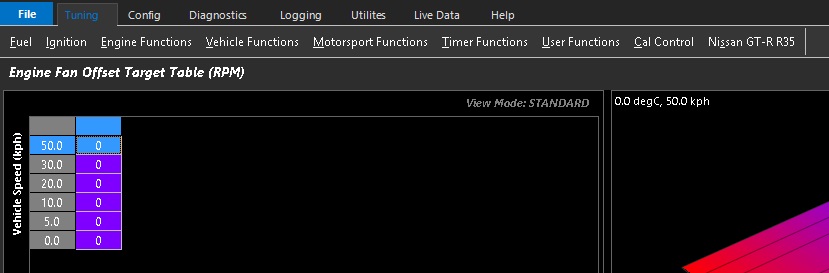 File Tuning Config Diagnostics Logging Utilites Live Data Help
Fuel Ignition Engine Functions Vehicle Functions Motorsport Functions Timer Functions User Functions Cal Control Nissan GT-R R35
Engine Fan Offset Target Table (RPM)
View Mode: STANDARD
0.0 degC, 50.0 kph
Vehicle Speed (kph)
50.0 0
30.0 0
20.0 0
10.0 0
5.0 0
0.0 0